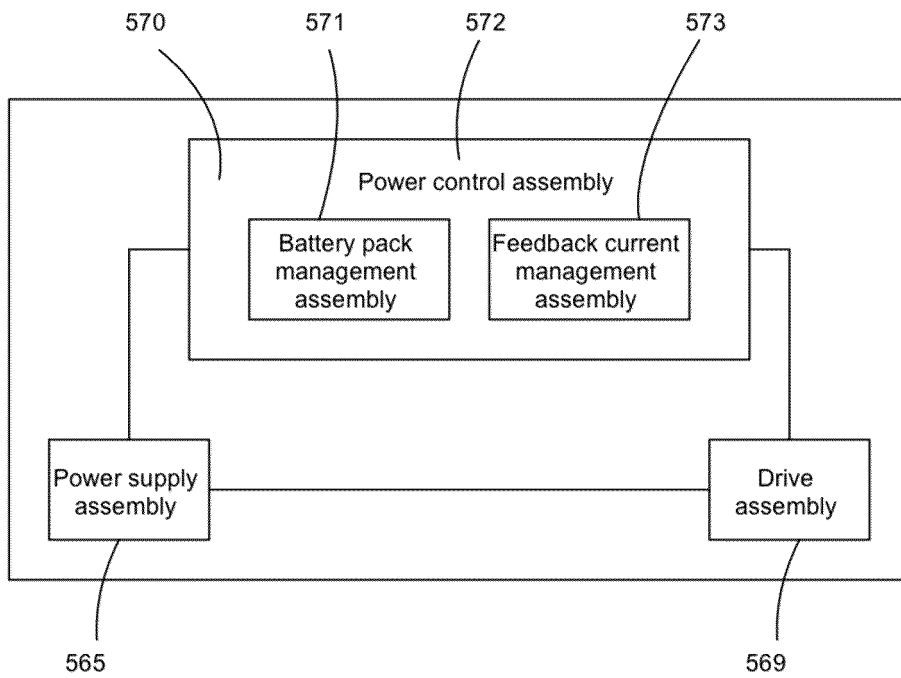 570 571 572 573
Power control assembly
Battery pack
management
assembly
Feedback current
management
assembly
Power supply
assembly
Drive
assembly
565 569